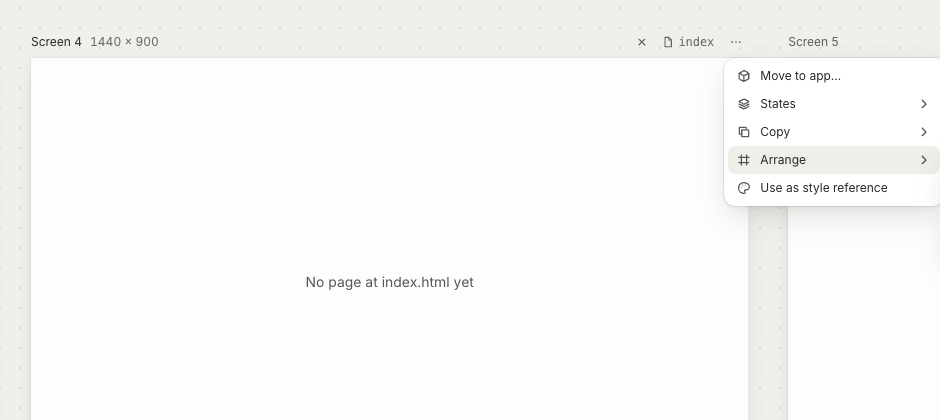 Screen 4 1440 × 900
index
Screen 5
Move to app...
States
Copy
Arrange
Use as style reference
No page at index.html yet